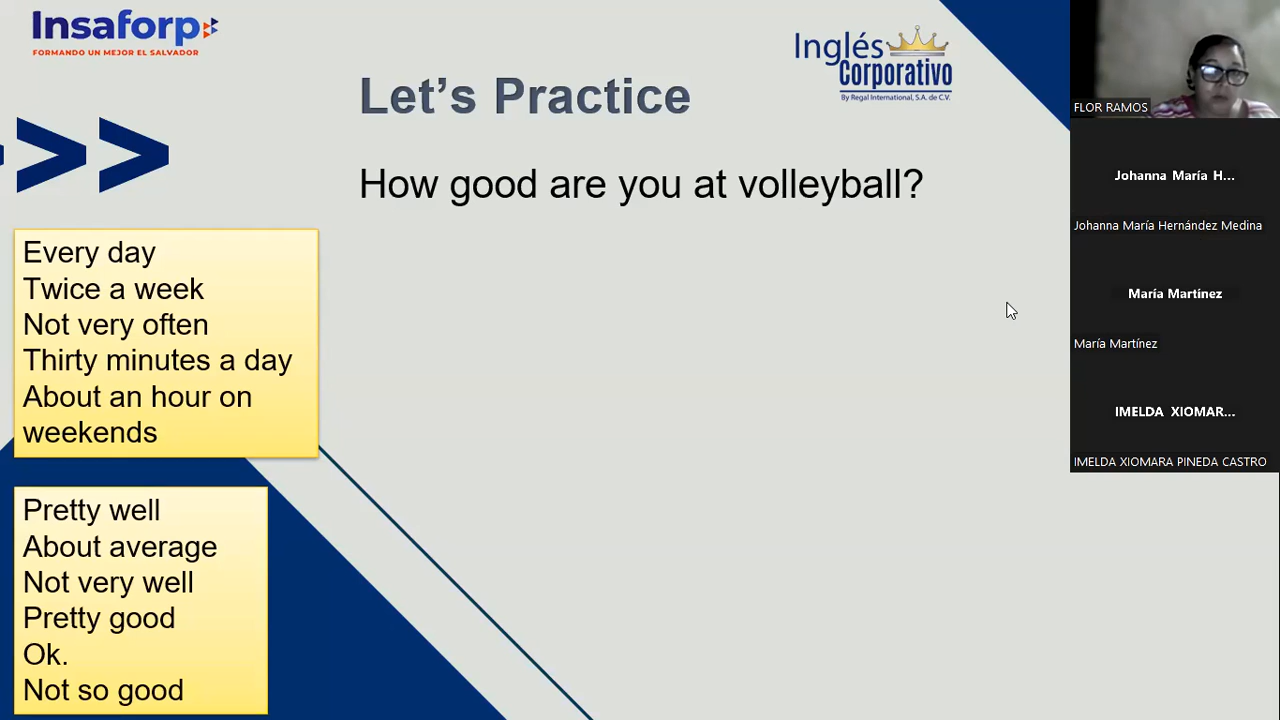 Insaforp
FORMANDO UN MEJOR EL SALVADOR
Inglés
Corporativo
By Regal International, S.A. de C.V.
Let's Practice
How good are you at volleyball?
Every day
Twice a week
Not very often
Thirty minutes a day
About an hour on
weekends
Pretty well
About average
Not very well
Pretty good
Ok.
Not so good
FLOR RAMOS
Johanna María H...
Johanna María Hernández Medina
María Martínez
María Martínez
IMELDA XIOMAR...
IMELDA XIOMARA PINEDA CASTRO